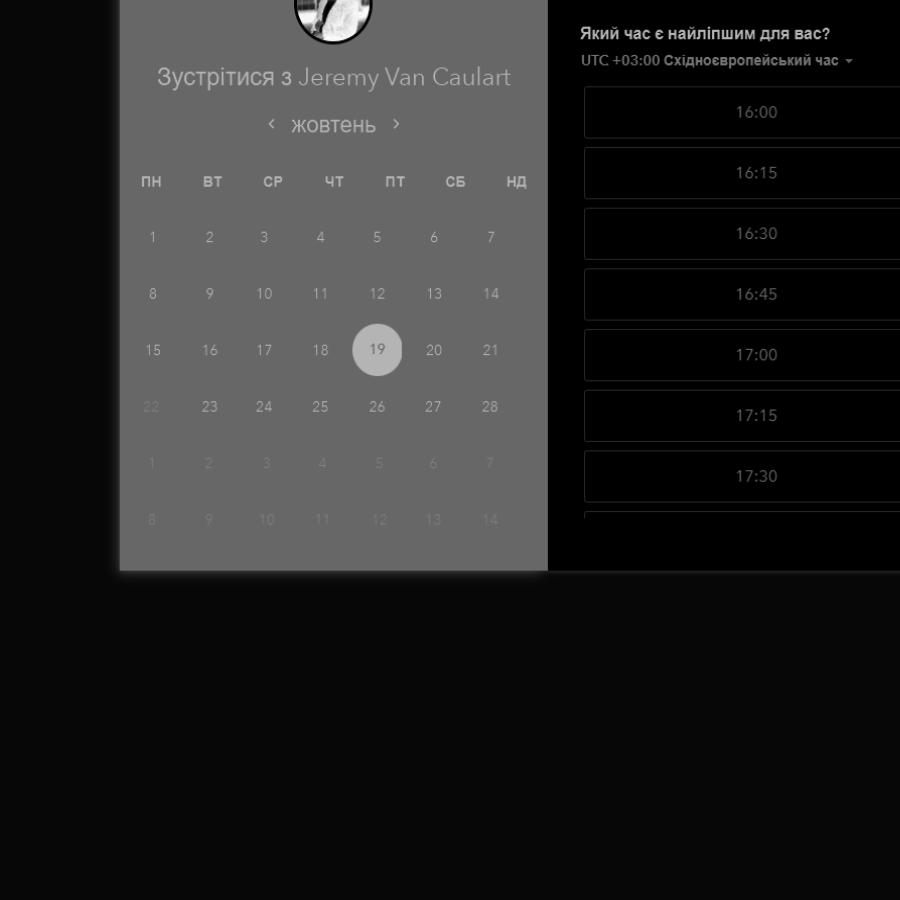 Зустрітися з Jeremy Van Caulart
жовтень
ПН ВТ СР ЧТ ПТ СБ НД
1 2 3 4 5 6 7
8 9 10 11 12 13 14
15 16 17 18 19 20 21
22 23 24 25 26 27 28
1 2 3 4 5 6 7
8 9 10 11 12 13 14
Який час є найліпшим для вас?
UTC +03:00 Східноєвропейський час
16:00
16:15
16:30
16:45
17:00
17:15
17:30